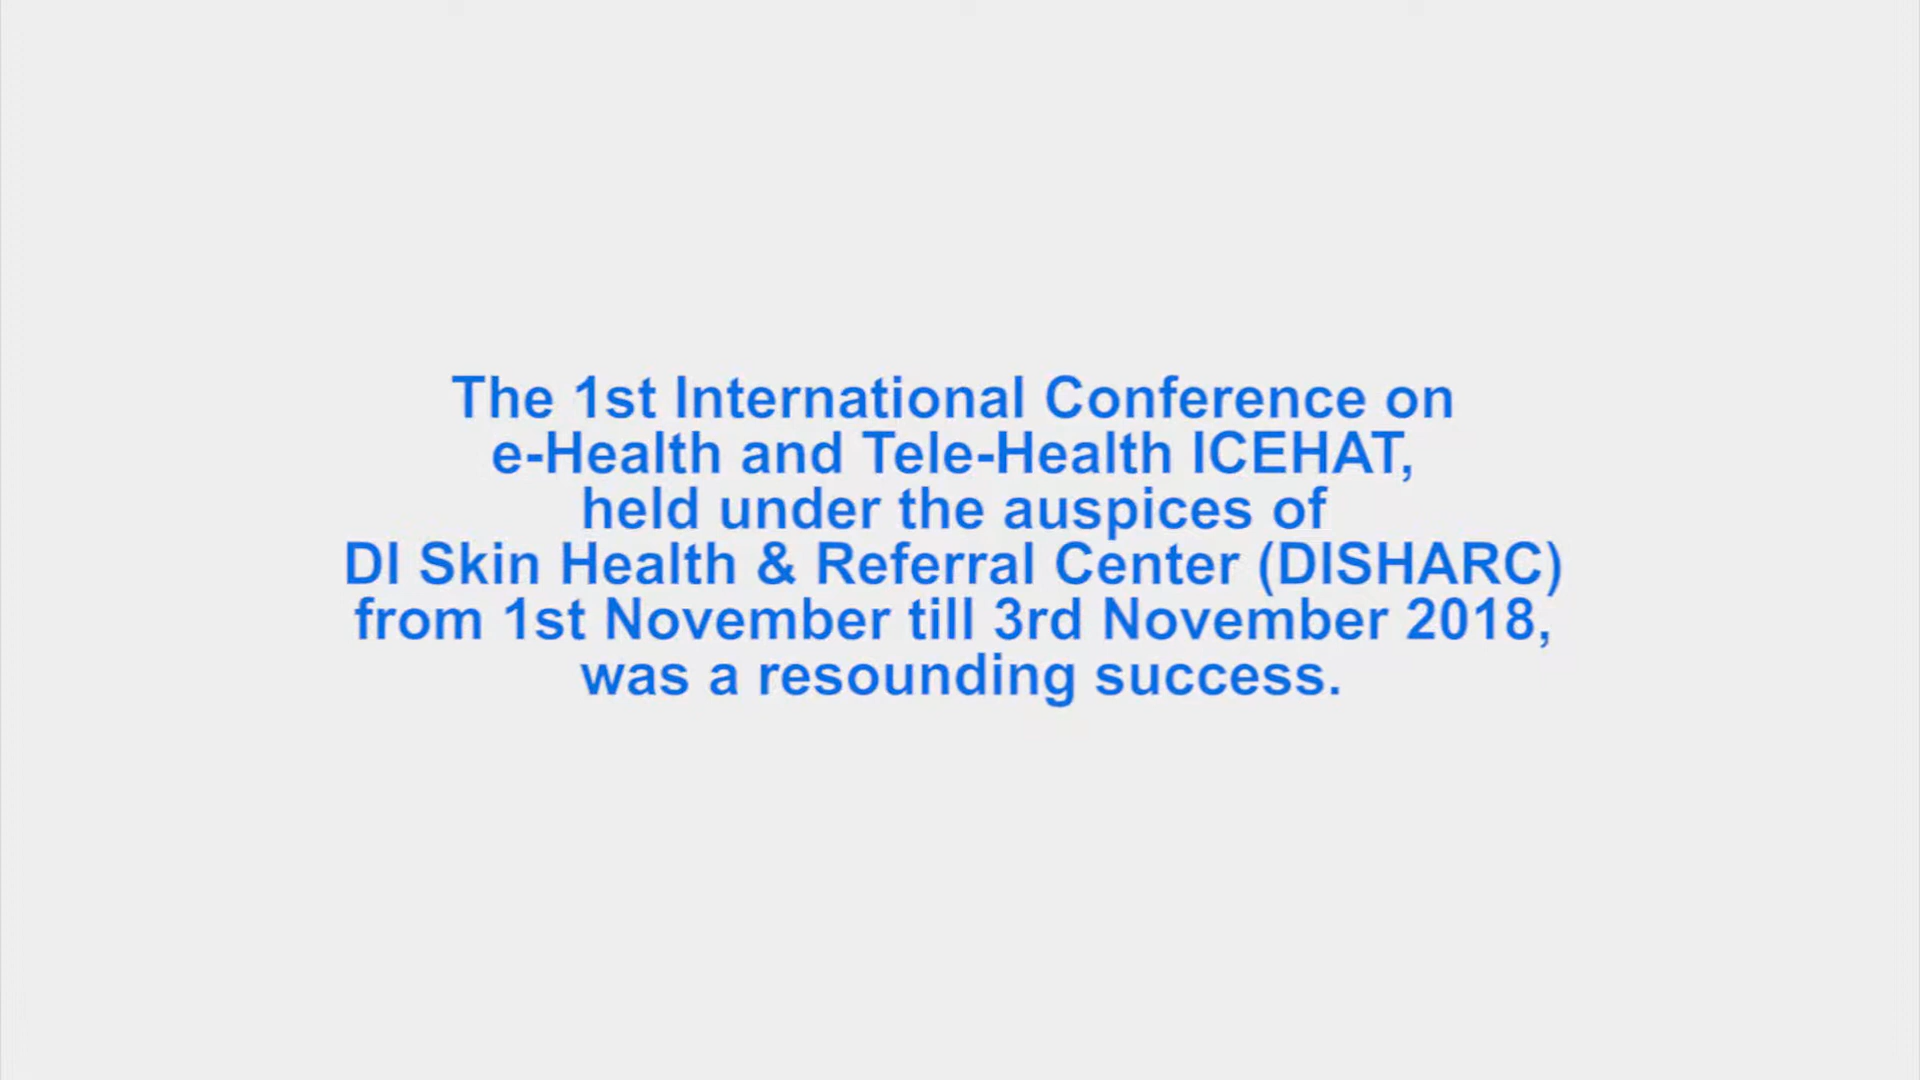 The 1st International Conference on
e-Health and Tele-Health ICEHAT,
held under the auspices of
DI Skin Health & Referral Center (DISHARC)
from 1st November till 3rd November 2018,
was a resounding success.